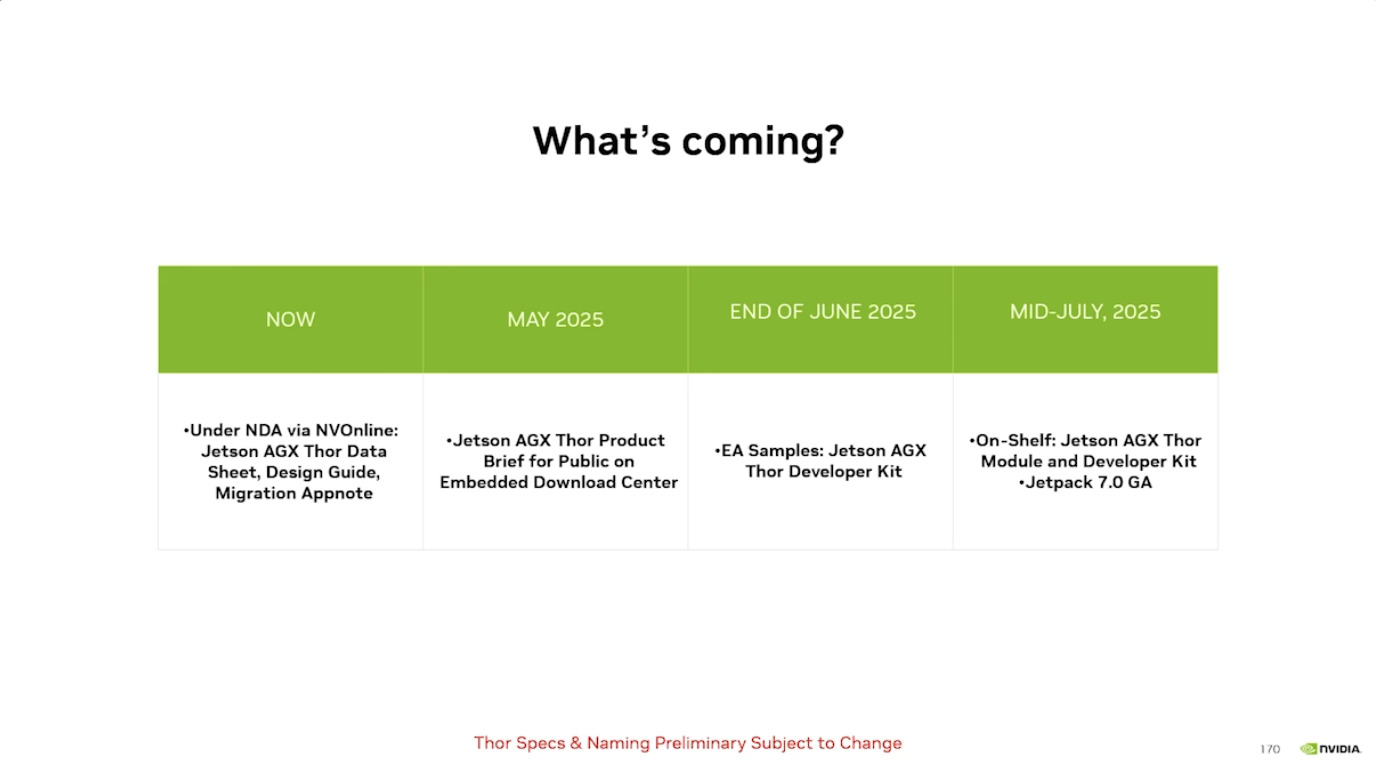 What's coming?
NOW
MAY 2025
END OF JUNE 2025
MID-JULY, 2025
•Under NDA via NVOnline:
Jetson AGX Thor Data
Sheet, Design Guide,
Migration Appnote
•Jetson AGX Thor Product
Brief for Public on
Embedded Download Center
•EA Samples: Jetson AGX
Thor Developer Kit
•On-Shelf: Jetson AGX Thor
Module and Developer Kit
•Jetpack 7.0 GA
Thor Specs & Naming Preliminary Subject to Change
170
NVIDIA.